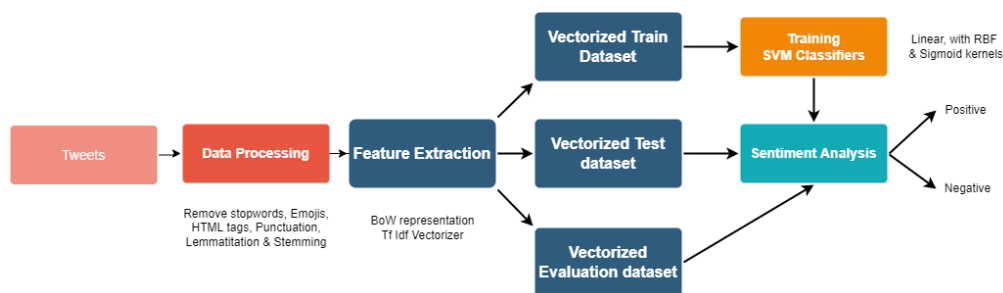 Tweets
Data Processing
Remove stopwords, Emojis,
HTML tags, Punctuation,
Lemmatitation & Stemming
Feature Extraction
BoW representation
Tf Idf Vectorizer
Vectorized Train
Dataset
Vectorized Test
dataset
Vectorized
Evaluation dataset
Training
SVM Classifiers
Linear, with RBF
& Sigmoid kernels
Sentiment Analysis
Positive
Negative